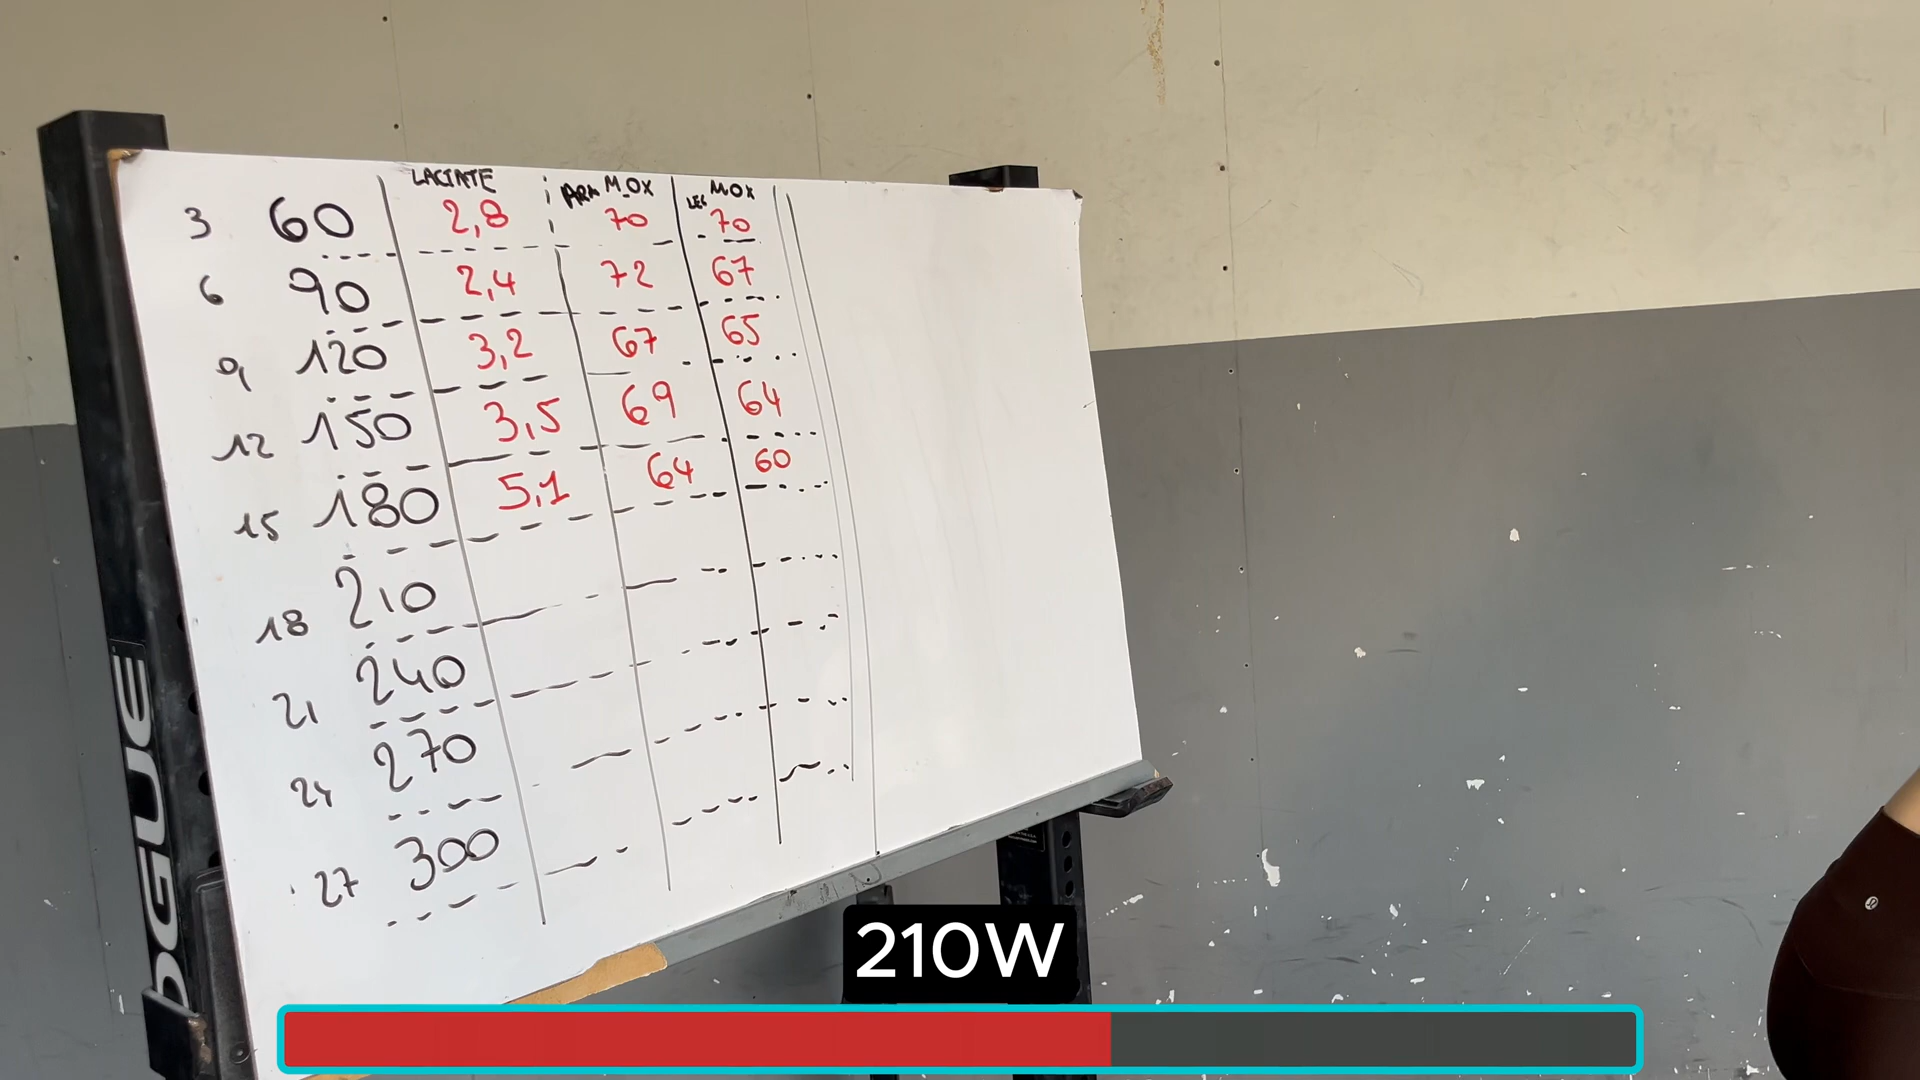 LACTATE ARM MOX LEG MOX
3 60 2,8 70 70
6 90 2,4 72 67
9 120 3,2 67 65
12 150 3,5 69 64
15 180 5,1 64 60
18 210
21 240
24 270
27 300
OGUE
210W